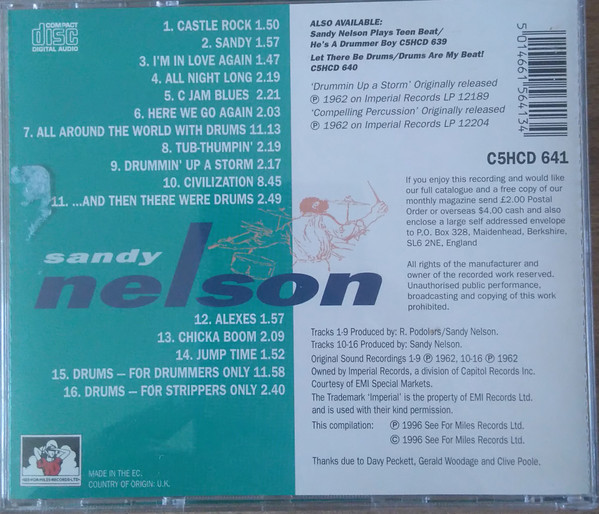 COMPACT
disc
DIGITAL AUDIO
1. CASTLE ROCK 1.50
2. SANDY 1.57
3. I'M IN LOVE AGAIN 1.47
4. ALL NIGHT LONG 2.19
5. C JAM BLUES 2.21
6. HERE WE GO AGAIN 2.03
7. ALL AROUND THE WORLD WITH DRUMS 11.13
8. TUB-THUMPIN' 2.19
9. DRUMMIN' UP A STORM 2.17
10. CIVILIZATION 8.45
11. ...AND THEN THERE WERE DRUMS 2.49
sandy
nelson
12. ALEXES 1.57
13. CHICKA BOOM 2.09
14. JUMP TIME 1.52
15. DRUMS — FOR DRUMMERS ONLY 11.58
16. DRUMS — FOR STRIPPERS ONLY 2.40
SEE FOR MILES RECORDS LTD
MADE IN THE EC.
COUNTRY OF ORIGIN: U.K.
ALSO AVAILABLE:
Sandy Nelson Plays Teen Beat/
He's A Drummer Boy C5HCD 639
Let There Be Drums/Drums Are My Beat!
C5HCD 640
'Drummin Up a Storm' Originally released
℗ 1962 on Imperial Records LP 12189
'Compelling Percussion' Originally released
℗ 1962 on Imperial Records LP 12204
5 014661 564134
C5HCD 641
If you enjoy this recording and would like
our full catalogue and a free copy of our
monthly magazine send £2.00 Postal
Order or overseas $4.00 cash and also
enclose a large self addressed envelope
to P.O. Box 328, Maidenhead, Berkshire.
SL6 2NE, England
All rights of the manufacturer and
owner of the recorded work reserved.
Unauthorised public performance,
broadcasting and copying of this work
prohibited.
Tracks 1-9 Produced by: R. Podolars/Sandy Nelson.
Tracks 10-16 Produced by: Sandy Nelson.
Original Sound Recordings 1-9 ℗ 1962, 10-16 ℗ 1962
Owned by Imperial Records, a division of Capitol Records Inc.
Courtesy of EMI Special Markets.
The Trademark 'Imperial' is the property of EMI Records Ltd.
and is used with their kind permission.
This compilation: ℗ 1996 See For Miles Records Ltd.
© 1996 See For Miles Records Ltd.
Thanks due to Davy Peckett, Gerald Woodage and Clive Poole.